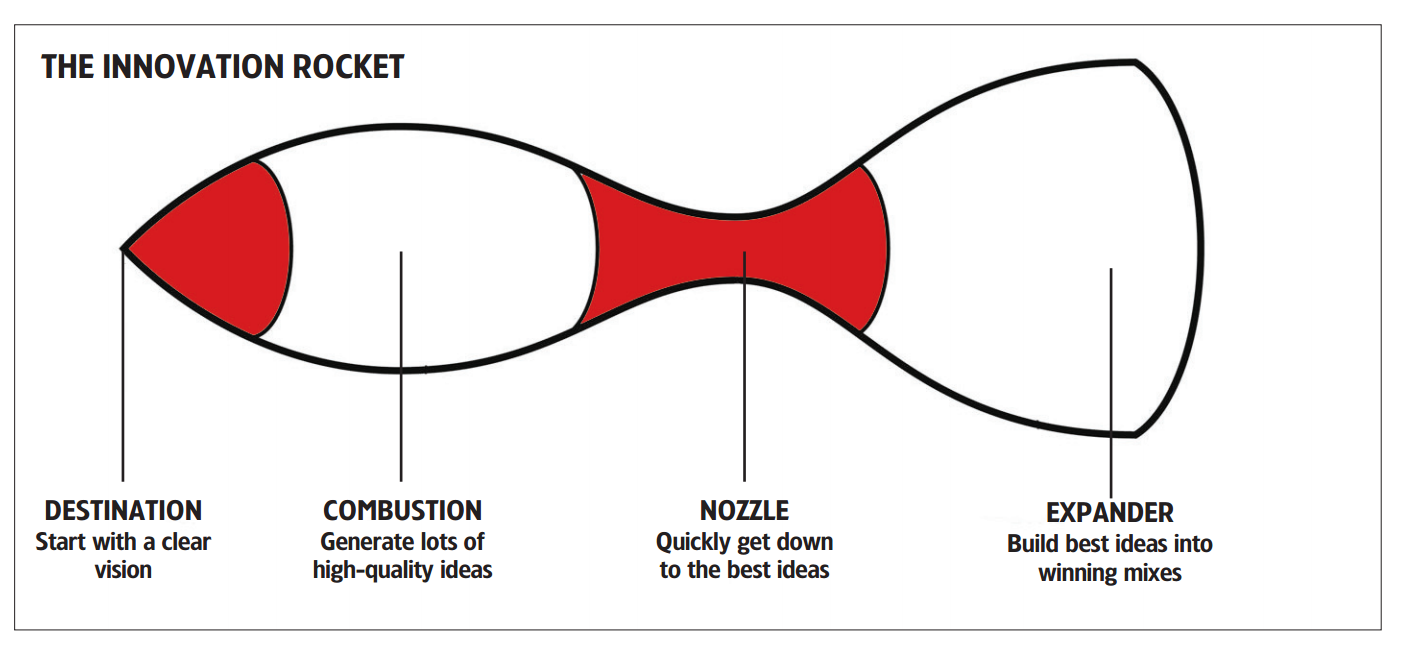 THE INNOVATION ROCKET
DESTINATION
Start with a clear
vision
COMBUSTION
Generate lots of
high-quality ideas
NOZZLE
Quickly get down
to the best ideas
EXPANDER
Build best ideas into
winning mixes